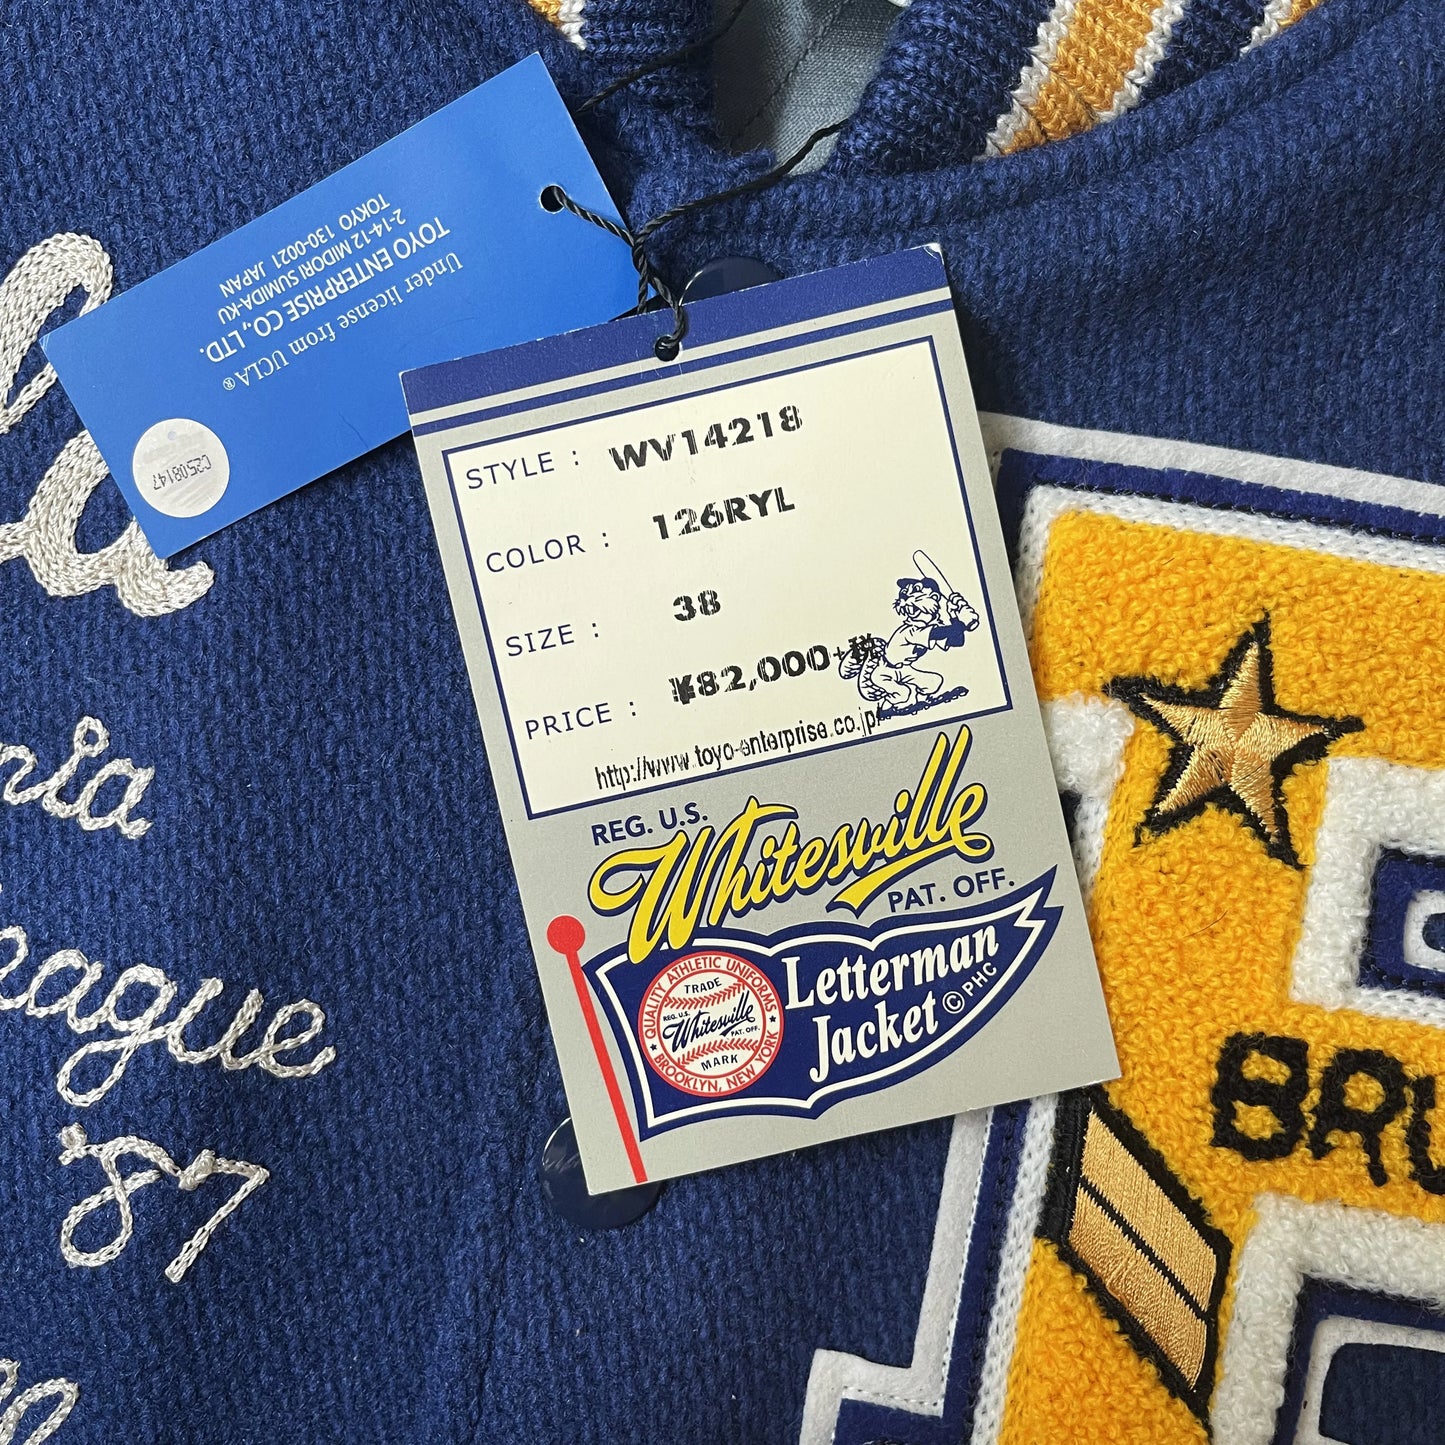 Under license from UCLA®
TOYO ENTERPRISE CO., LTD.
2-14-12 MIDORI SUMIDA-KU
TOKYO 130-0021 JAPAN
C2508147
STYLE : WV14218
COLOR : 126RYL
SIZE : 38
PRICE : ¥82,000+税
http://www.toyo-enterprise.co.jp/
REG. U.S.
Whitesville
PAT. OFF.
Letterman
Jacket ©PHC
QUALITY ATHLETIC UNIFORMS
TRADE
REG. U.S.
Whitesville
PAT. OFF.
MARK
★ BROOKLYN, NEW YORK ★
ague
'87